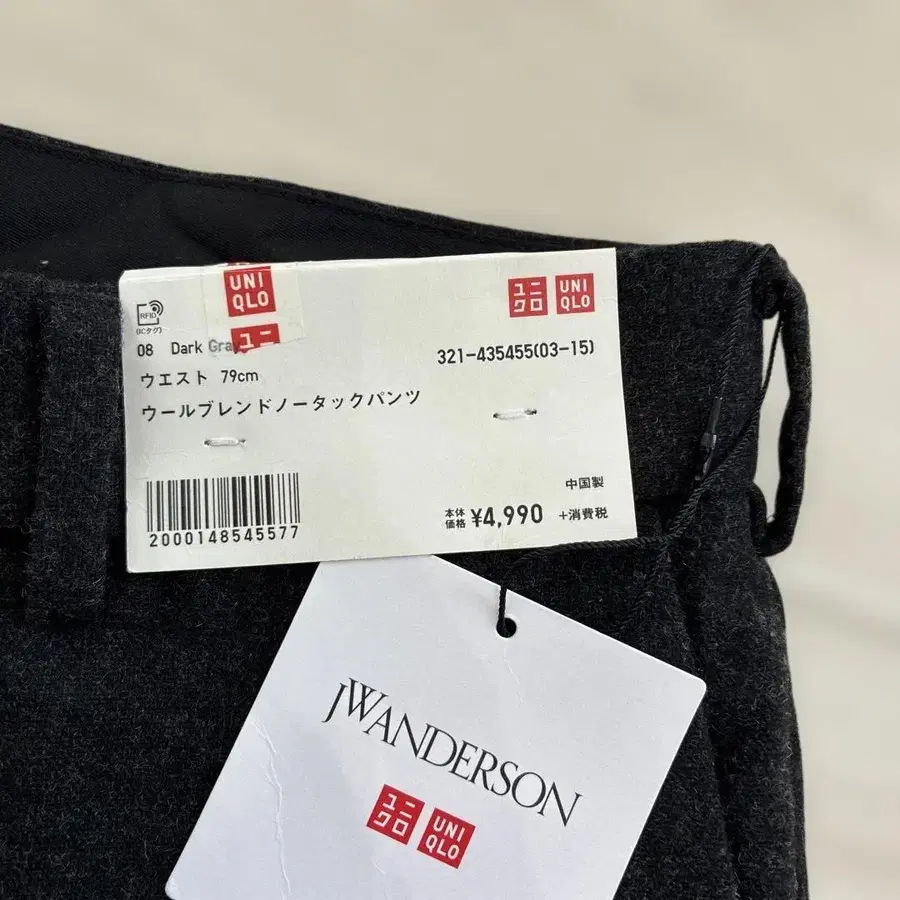 UNI
QLO
ユニ
ユニ
クロ
UNI
QLO
RFID
(ICタグ)
08 Dark Gray
321-435455(03-15)
ウエスト 79cm
ウールブレンドノータックパンツ
中国製
2000148545577
本体
価格 ¥4,990 +消費税
JWANDERSON
ユニ
クロ
UNI
QLO